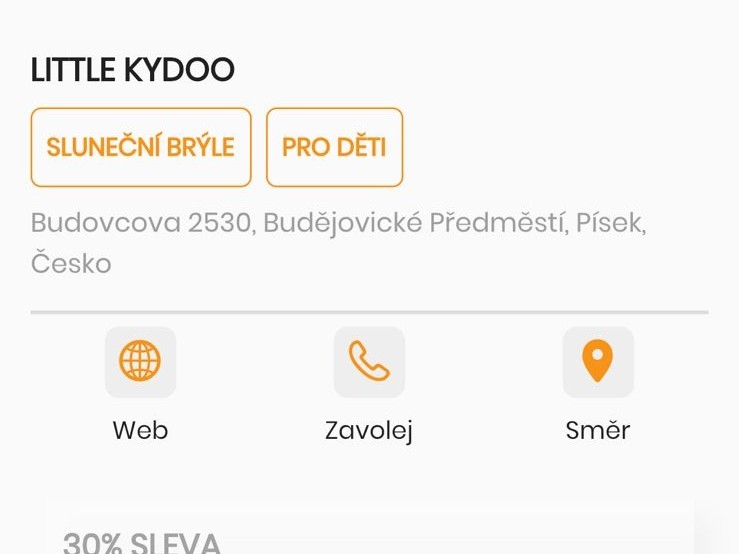 LITTLE KYDOO
SLUNEČNÍ BRÝLE PRO DĚTI
Budovcova 2530, Budějovické Předměstí, Písek,
Česko
Web Zavolej Směr
30% SLEVA